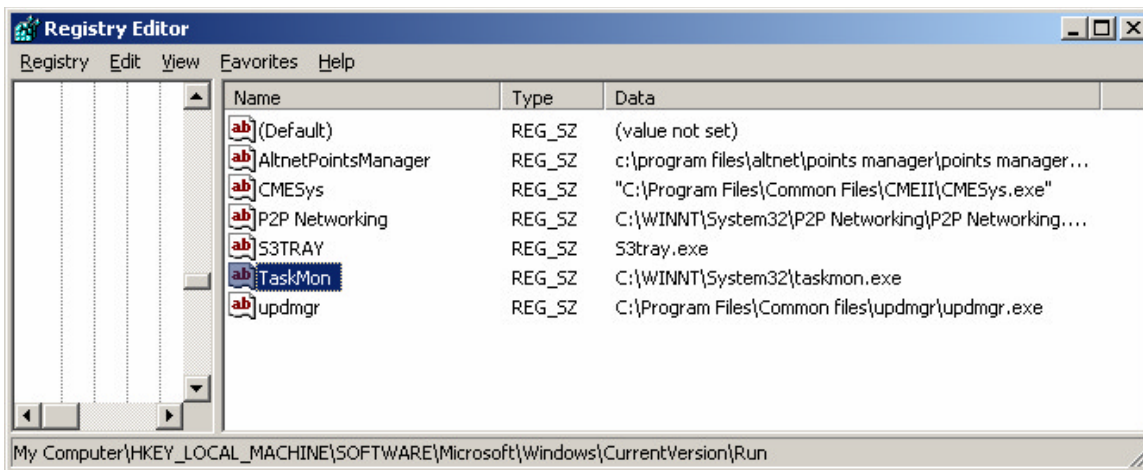 Registry Editor
Registry Edit View Favorites Help
Name Type Data
(Default) REG_SZ (value not set)
AltnetPointsManager REG_SZ c:\program files\altnet\points manager\points manager...
CMESys REG_SZ "C:\Program Files\Common Files\CMEII\CMESys.exe"
P2P Networking REG_SZ C:\WINNT\System32\P2P Networking\P2P Networking....
S3TRAY REG_SZ S3tray.exe
TaskMon REG_SZ C:\WINNT\System32\taskmon.exe
updmgr REG_SZ C:\Program Files\Common files\updmgr\updmgr.exe
My Computer\HKEY_LOCAL_MACHINE\SOFTWARE\Microsoft\Windows\CurrentVersion\Run